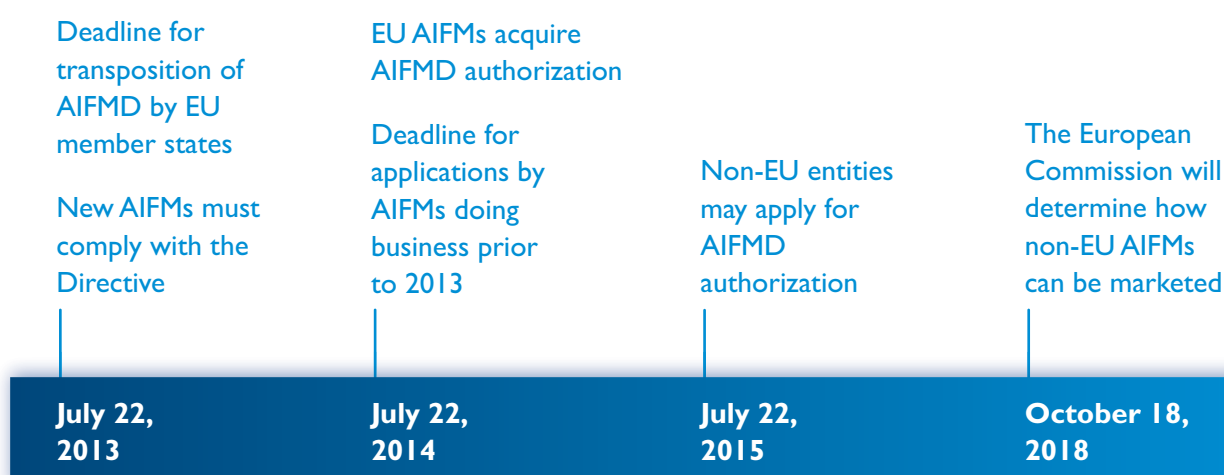 Deadline for
transposition of
AIFMD by EU
member states
New AIFMs must
comply with the
Directive
July 22,
2013
EU AIFMs acquire
AIFMD authorization
Deadline for
applications by
AIFMs doing
business prior
to 2013
July 22,
2014
Non-EU entities
may apply for
AIFMD
authorization
July 22,
2015
The European
Commission will
determine how
non-EU AIFMs
can be marketed
October 18,
2018